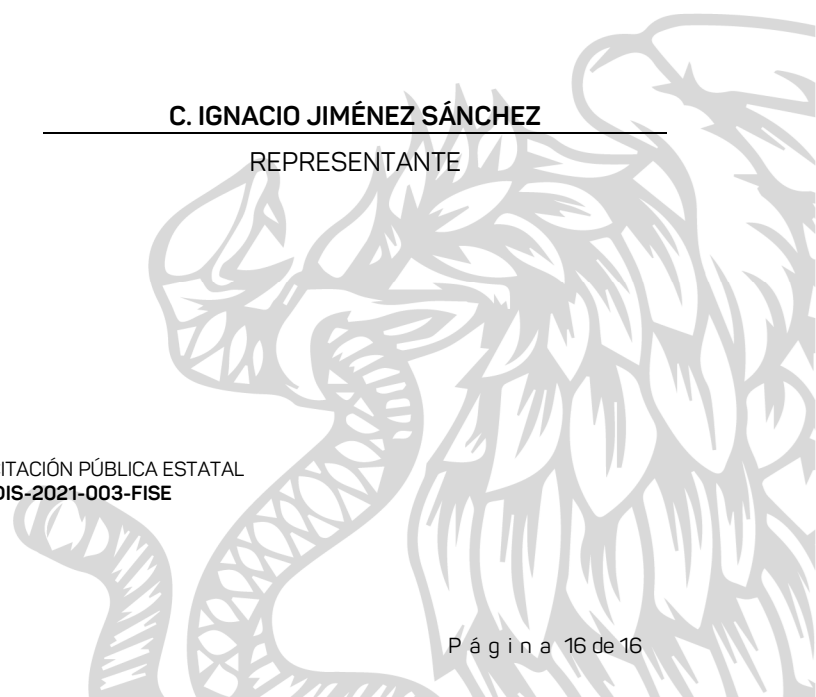 C. IGNACIO JIMÉNEZ SÁNCHEZ
REPRESENTANTE
ITACIÓN PÚBLICA ESTATAL
DIS-2021-003-FISE
P á g i n a 16 de 16